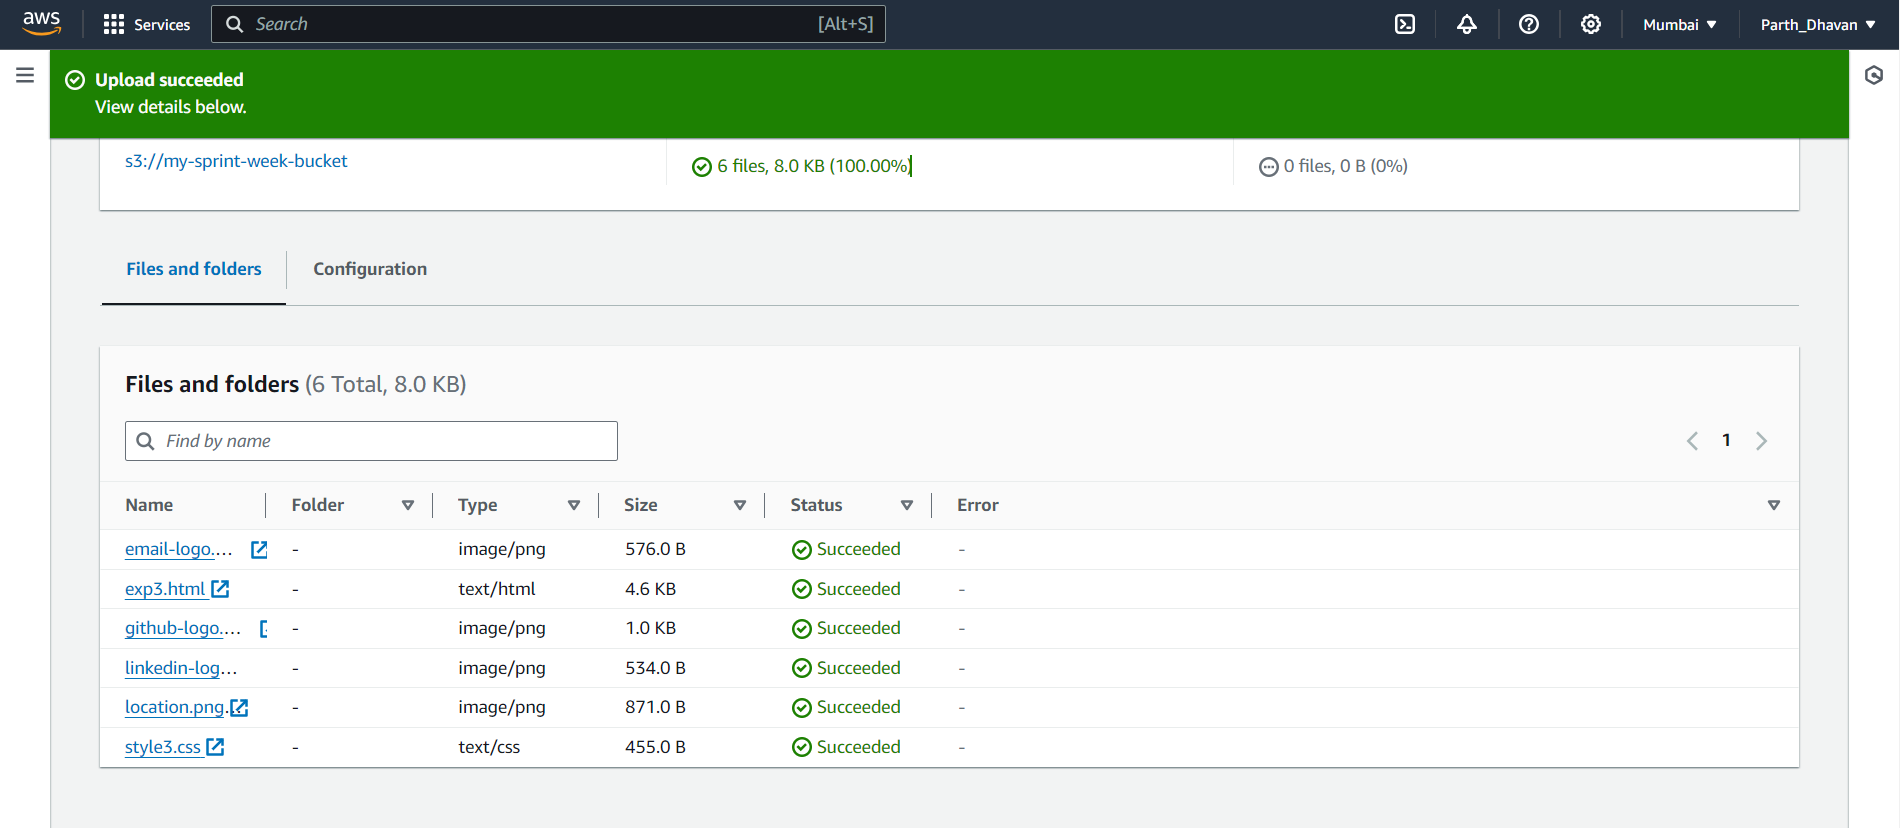 aws Services Search [Alt+S] Mumbai Parth_Dhavan
Upload succeeded
View details below.
s3://my-sprint-week-bucket 6 files, 8.0 KB (100.00%) 0 files, 0 B (0%)
Files and folders Configuration
Files and folders (6 Total, 8.0 KB)
Find by name 1
Name Folder Type Size Status Error
email-logo.... - image/png 576.0 B Succeeded -
exp3.html - text/html 4.6 KB Succeeded -
github-logo.... - image/png 1.0 KB Succeeded -
linkedin-log... - image/png 534.0 B Succeeded -
location.png - image/png 871.0 B Succeeded -
style3.css - text/css 455.0 B Succeeded -